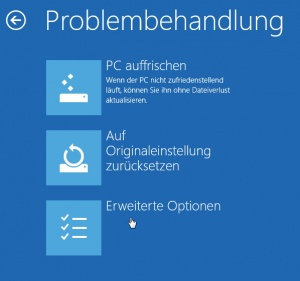 Problembehandlung
PC auffrischen
Wenn der PC nicht zufriedenstellend
läuft, können Sie ihn ohne Dateiverlust
aktualisieren.
Auf
Originaleinstellung
zurücksetzen
Erweiterte Optionen